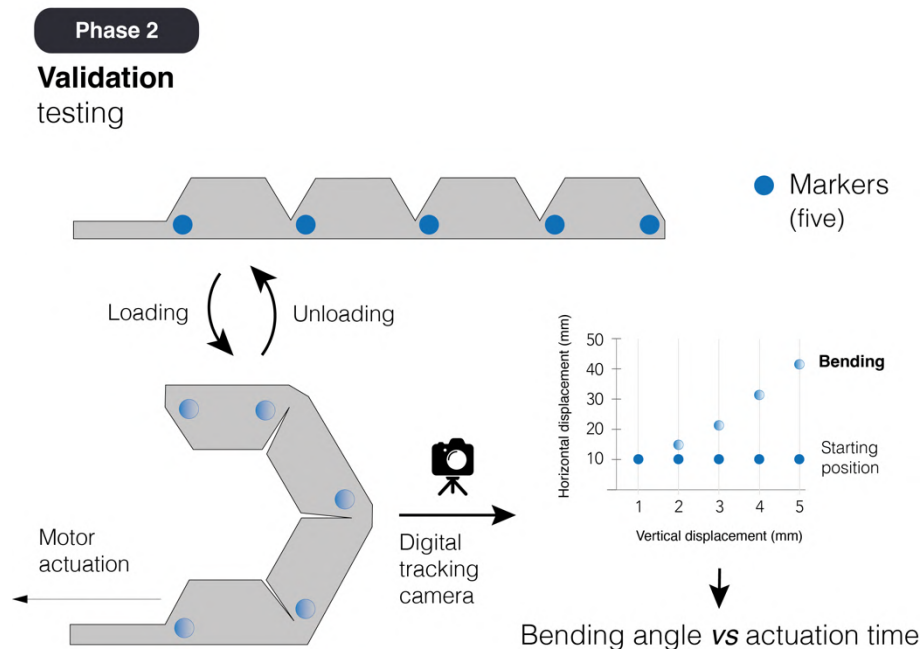 Phase 2
Validation
testing
Markers
(five)
Loading
Unloading
Horizontal displacement (mm)
50
40
30
20
10
Bending
Starting
position
1 2 3 4 5
Vertical displacement (mm)
Motor
actuation
Digital
tracking
camera
Bending angle vs actuation time